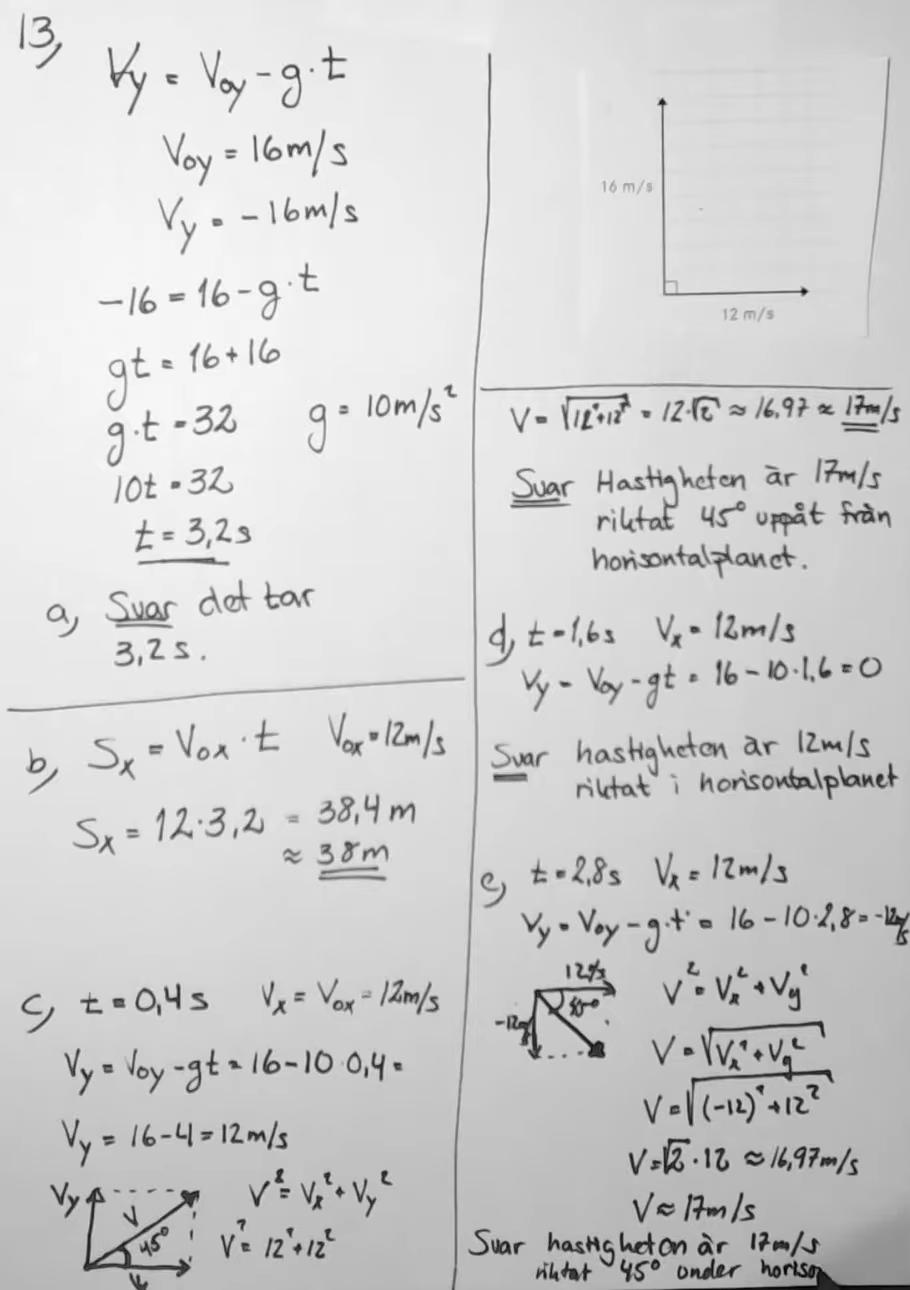 13,
Vy = Voy - g·t
Voy = 16m/s
Vy = -16m/s
-16 = 16 - g·t
gt = 16+16
g·t = 32 g = 10m/s²
10t = 32
t = 3,2s
a, Svar det tar
3,2 s.
b, Sx = Vox · t Vox = 12m/s
Sx = 12·3,2 = 38,4 m
≈ 38m
c, t = 0,4 s Vx = Vox = 12m/s
Vy = Voy - gt = 16 - 10·0,4 =
Vy = 16-4 = 12m/s
Vy V 45°
V² = Vx² + Vy²
V² = 12² + 12²
16 m/s
12 m/s
V = √12²+12² = 12·√2 ≈ 16,97 ≈ 17m/s
Svar Hastigheten är 17m/s
riktat 45° uppåt från
horisontalplanet.
d, t = 1,6s Vx = 12m/s
Vy = Voy - gt = 16 - 10·1,6 = 0
Svar hastigheten är 12m/s
riktat i horisontalplanet
e, t = 2,8s Vx = 12m/s
Vy = Voy - g·t = 16 - 10·2,8 = -12m/s
V² = Vx² + Vy²
V = √Vx² + Vy²
V = √(-12)² + 12²
V = √2 · 12 ≈ 16,97m/s
V ≈ 17m/s
Svar hastigheten är 17m/s
riktat 45° under horiso